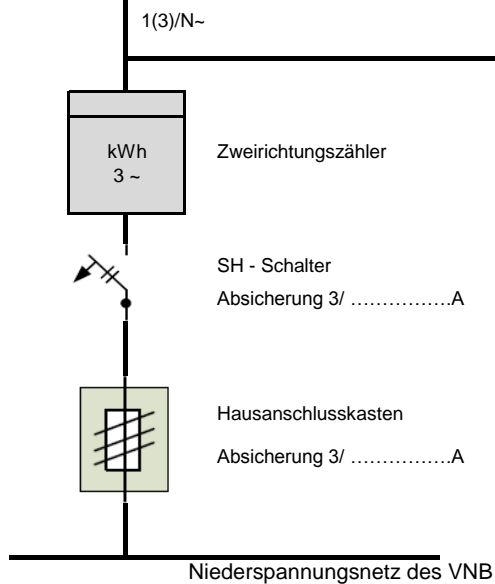 1(3)/N~
kWh
3 ~
Zweirichtungszähler
SH - Schalter
Absicherung 3/ …………….A
Hausanschlusskasten
Absicherung 3/ …………….A
Niederspannungsnetz des VNB